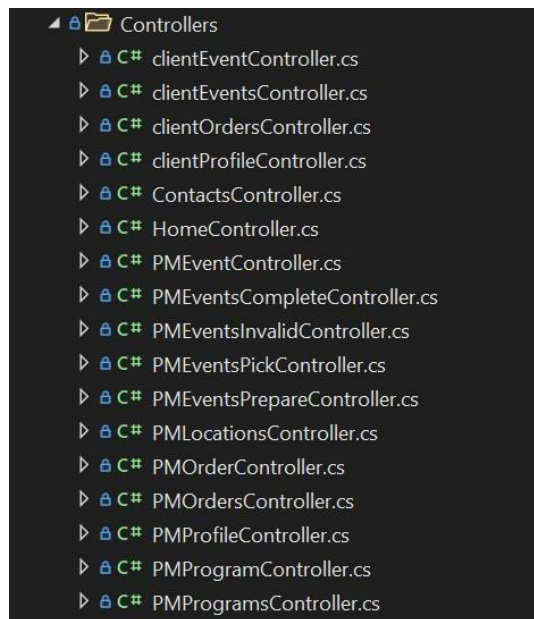 Controllers
C# clientEventController.cs
C# clientEventsController.cs
C# clientOrdersController.cs
C# clientProfileController.cs
C# ContactsController.cs
C# HomeController.cs
C# PMEventController.cs
C# PMEventsCompleteController.cs
C# PMEventsInvalidController.cs
C# PMEventsPickController.cs
C# PMEventsPrepareController.cs
C# PMLocationsController.cs
C# PMOrderController.cs
C# PMOrdersController.cs
C# PMProfileController.cs
C# PMProgramController.cs
C# PMProgramsController.cs